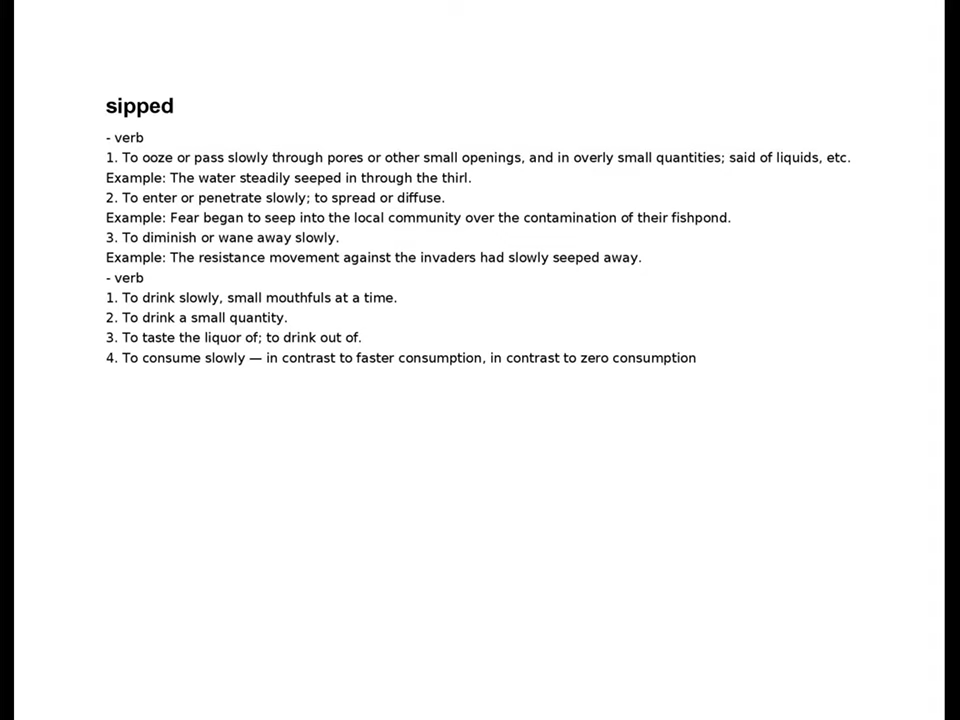 sipped
- verb
1. To ooze or pass slowly through pores or other small openings, and in overly small quantities; said of liquids, etc.
Example: The water steadily seeped in through the thirl.
2. To enter or penetrate slowly; to spread or diffuse.
Example: Fear began to seep into the local community over the contamination of their fishpond.
3. To diminish or wane away slowly.
Example: The resistance movement against the invaders had slowly seeped away.
- verb
1. To drink slowly, small mouthfuls at a time.
2. To drink a small quantity.
3. To taste the liquor of; to drink out of.
4. To consume slowly — in contrast to faster consumption, in contrast to zero consumption